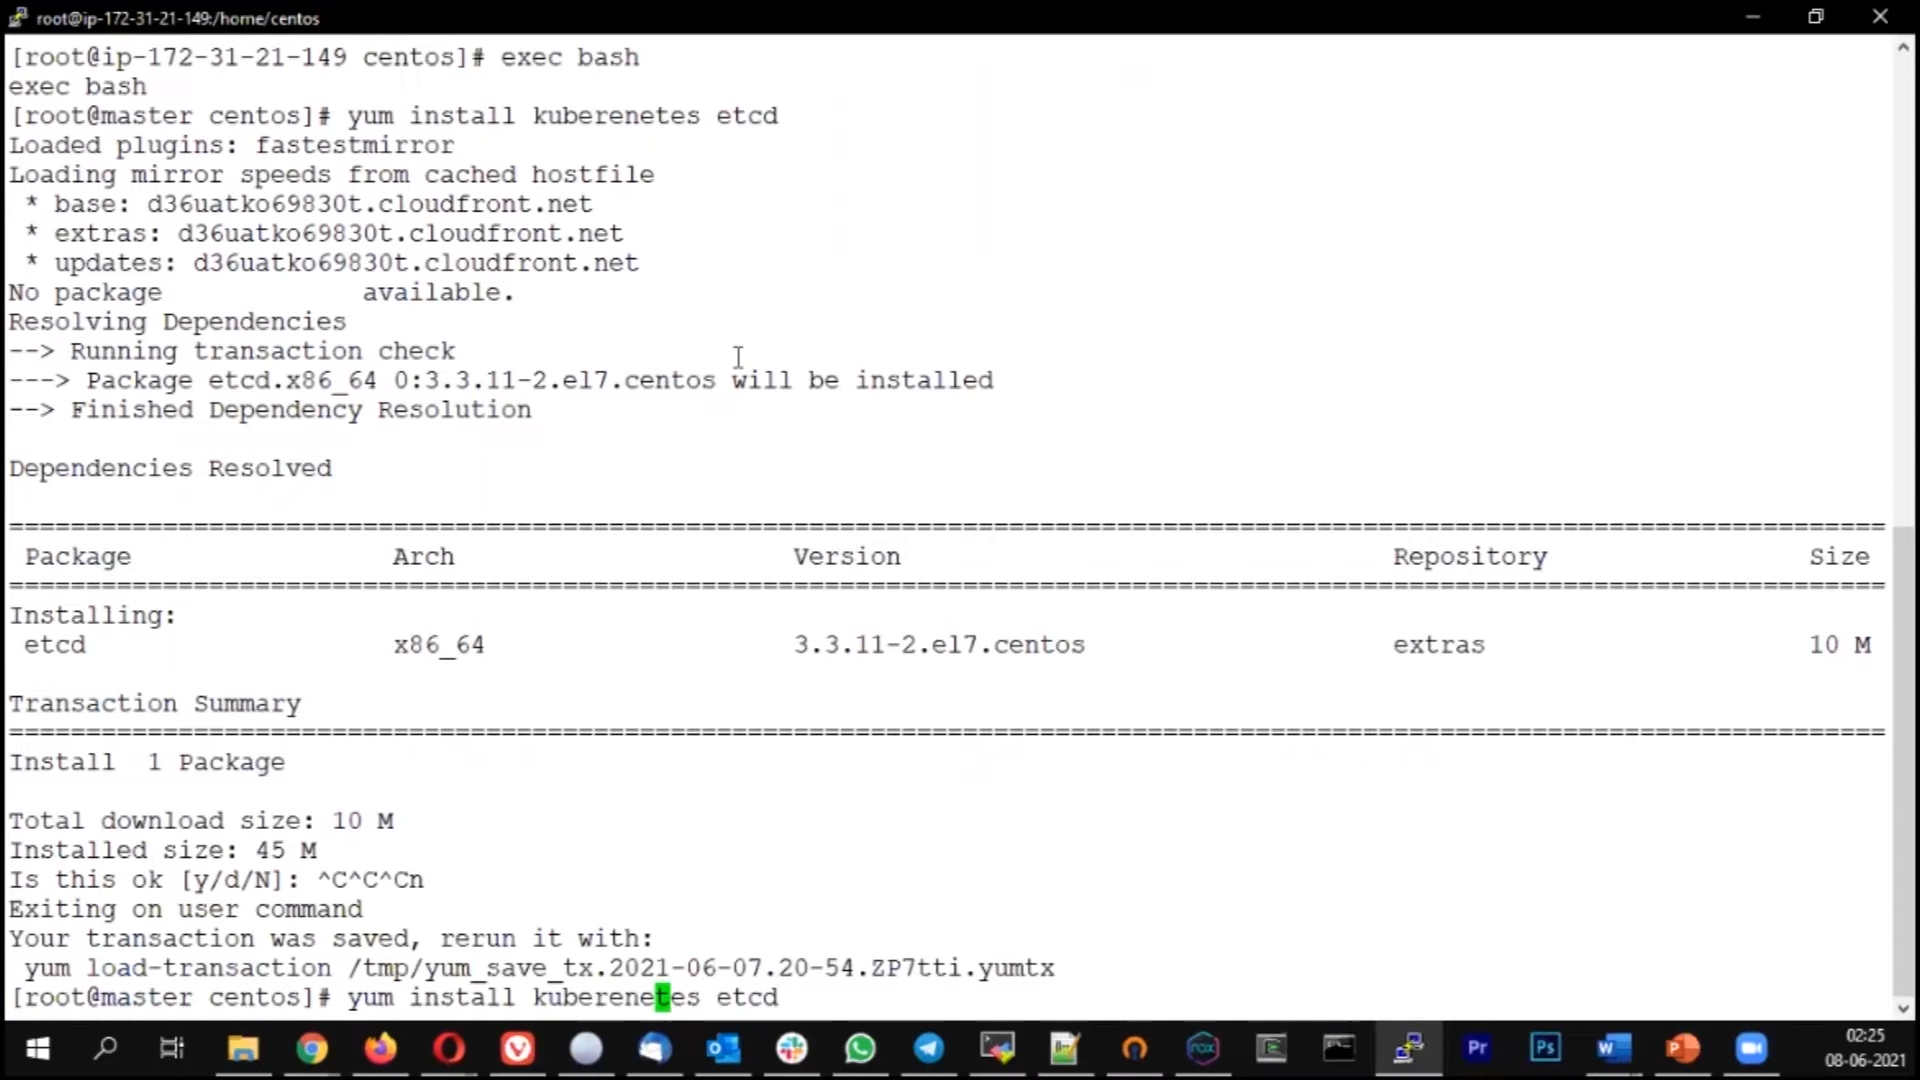 root@ip-172-31-21-149:/home/centos
[root@ip-172-31-21-149 centos]# exec bash
exec bash
[root@master centos]# yum install kuberenetes etcd
Loaded plugins: fastestmirror
Loading mirror speeds from cached hostfile
 * base: d36uatko69830t.cloudfront.net
 * extras: d36uatko69830t.cloudfront.net
 * updates: d36uatko69830t.cloudfront.net
No package available.
Resolving Dependencies
--> Running transaction check
---> Package etcd.x86_64 0:3.3.11-2.el7.centos will be installed
--> Finished Dependency Resolution
Dependencies Resolved
================================================================================
Package Arch Version Repository Size
================================================================================
Installing:
etcd x86_64 3.3.11-2.el7.centos extras 10 M
Transaction Summary
================================================================================
Install 1 Package
Total download size: 10 M
Installed size: 45 M
Is this ok [y/d/N]: ^C^C^Cn
Exiting on user command
Your transaction was saved, rerun it with:
 yum load-transaction /tmp/yum_save_tx.2021-06-07.20-54.ZP7tti.yumtx
[root@master centos]# yum install kuberenetes etcd
nox
Pr
Ps
W
P
02:25
08-06-2021